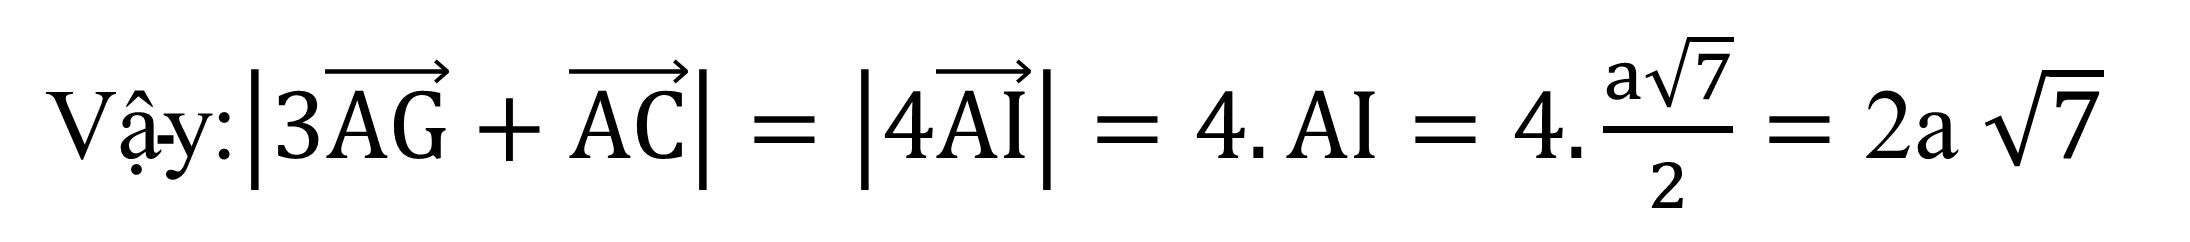 Vậy: |3\overrightarrow{AG} + \overrightarrow{AC}| = |4\overrightarrow{AI}| = 4. AI = 4. \frac{a\sqrt{7}}{2} = 2a \sqrt{7}